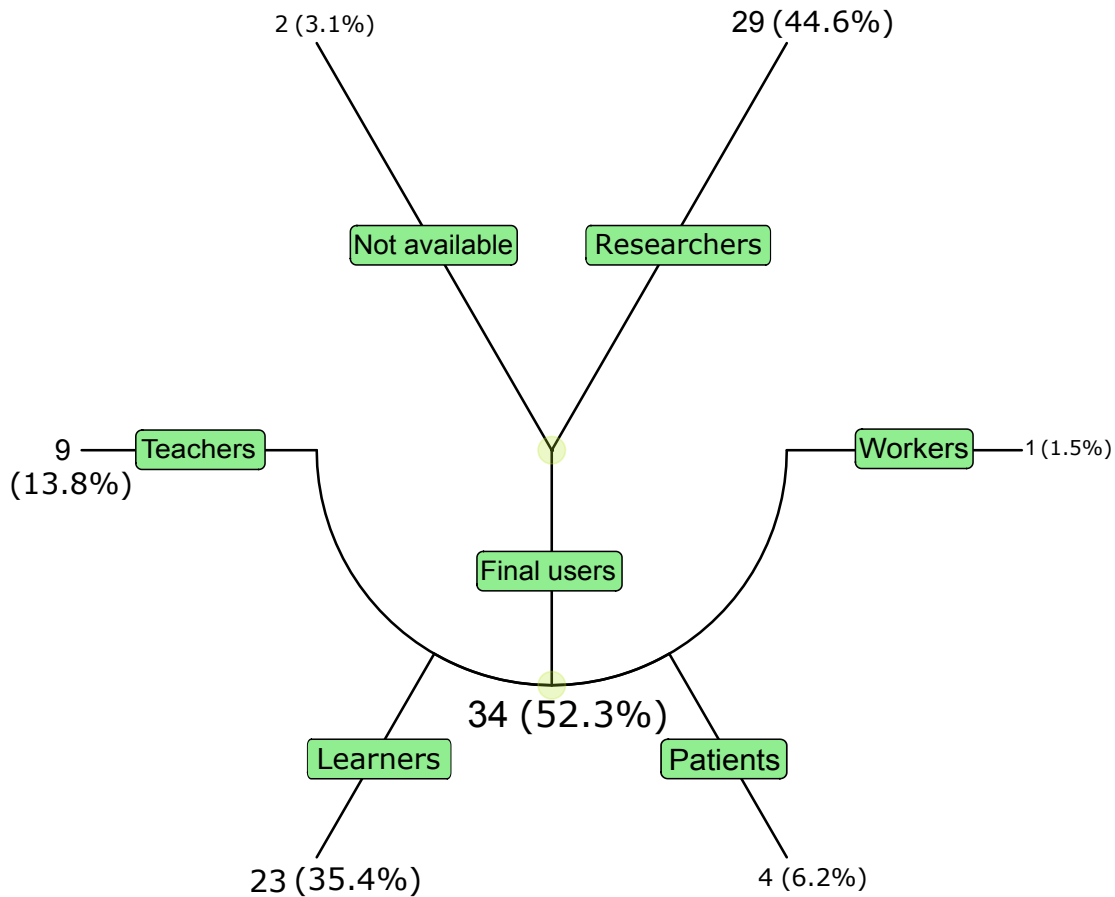 2 (3.1%)
29 (44.6%)
Not available
Researchers
9
(13.8%)
Teachers
Workers
1 (1.5%)
Final users
34 (52.3%)
Learners
Patients
23 (35.4%)
4 (6.2%)